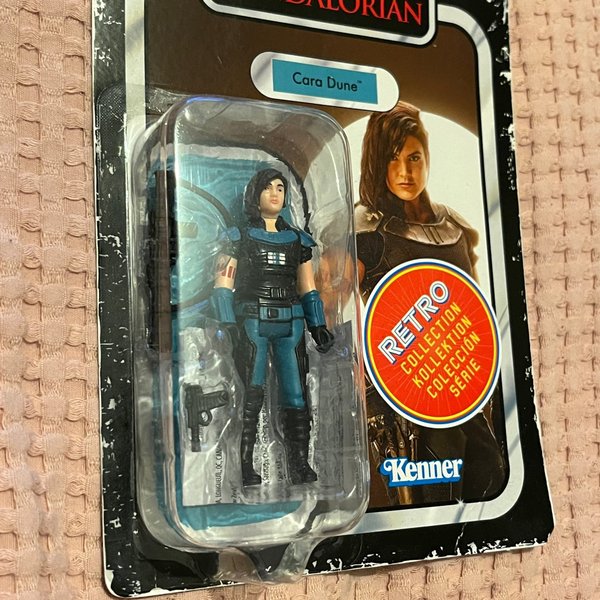 DALORIAN
Cara Dune™
RETRO
COLLECTION
KOLLEKTION
COLECCIÓN
SÉRIE
Kenner